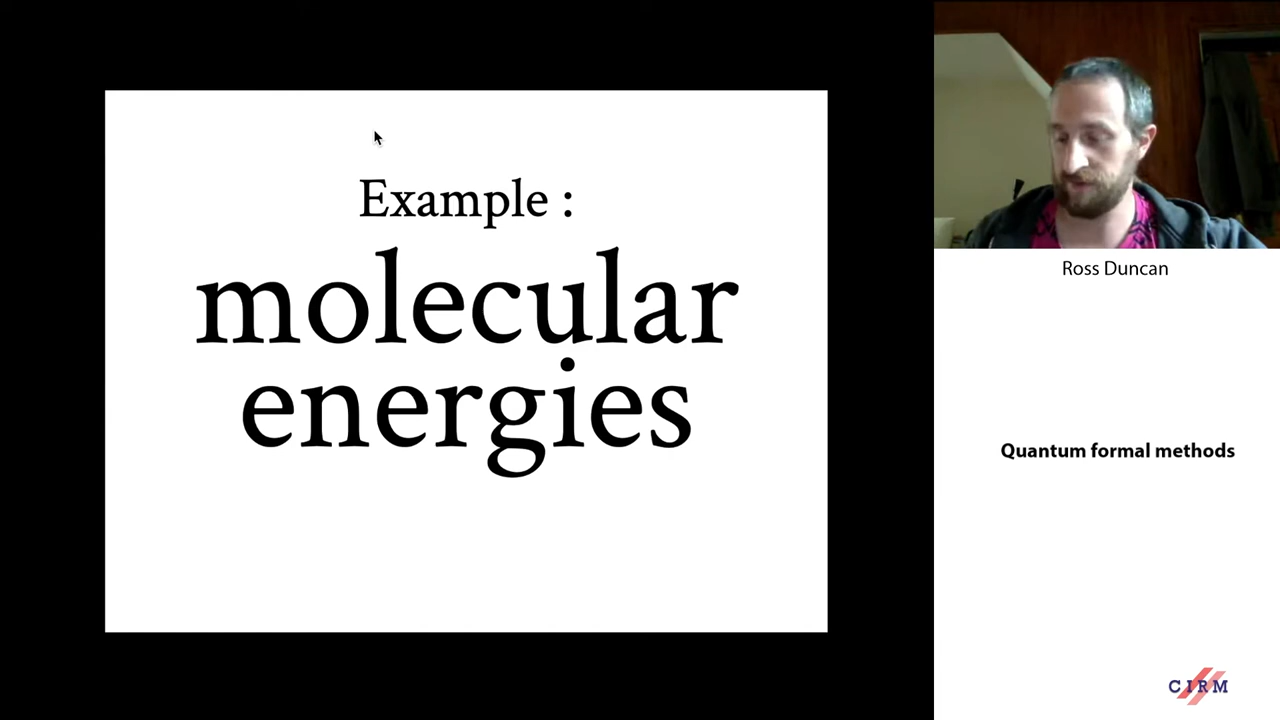 Example :
molecular
energies
Ross Duncan
Quantum formal methods
CIRM